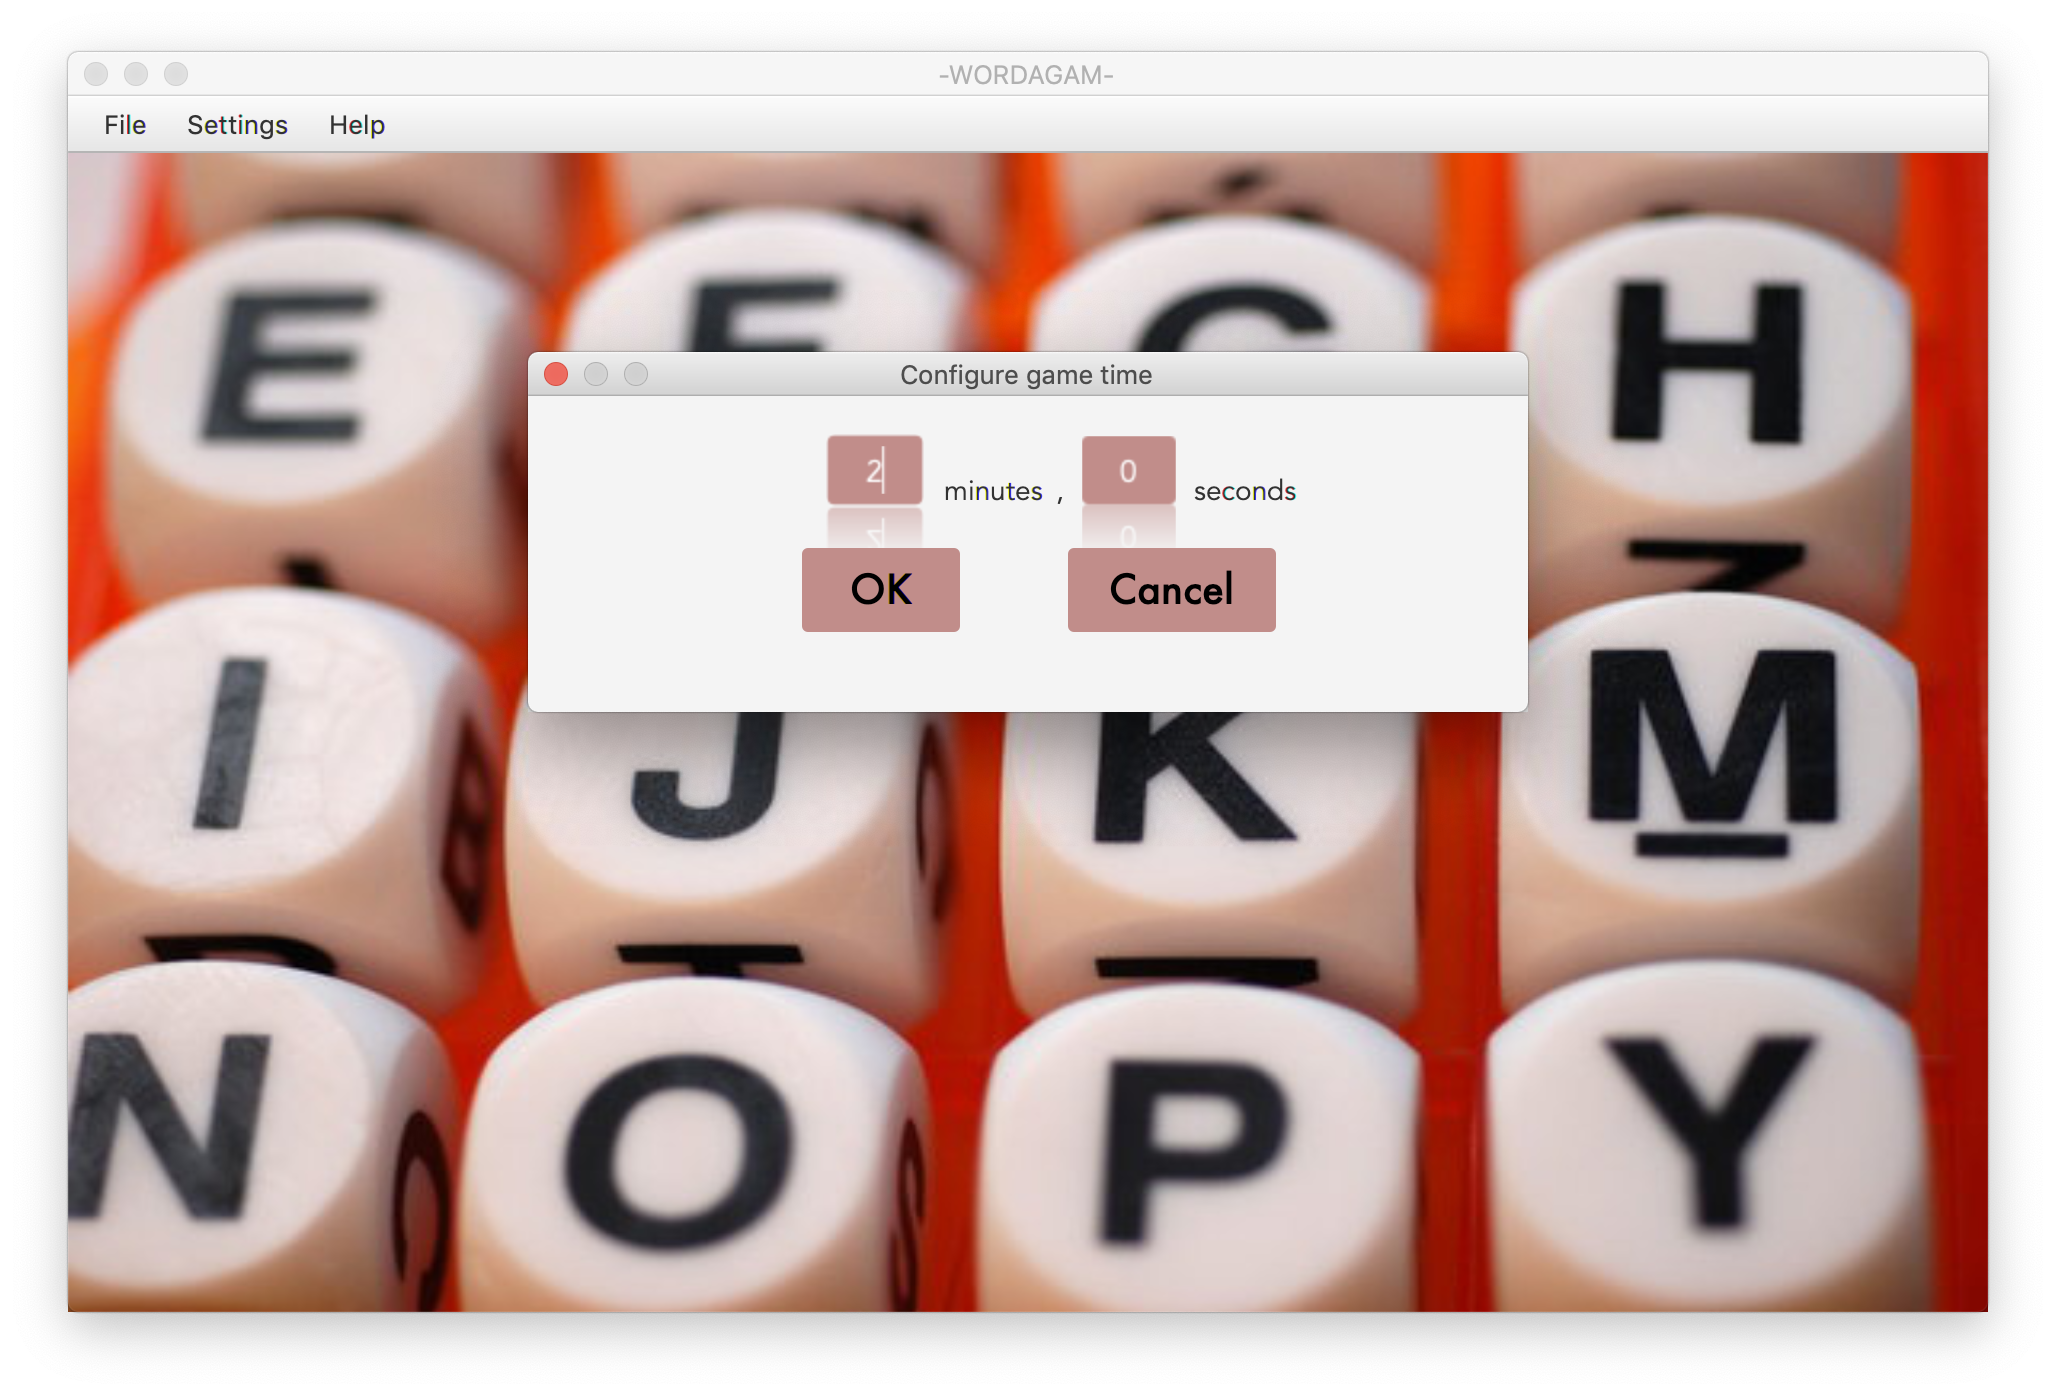 -WORDAGAM-
File Settings Help
E F G H
Configure game time
2 minutes , 0 seconds
OK Cancel
I J K M
N O P Y